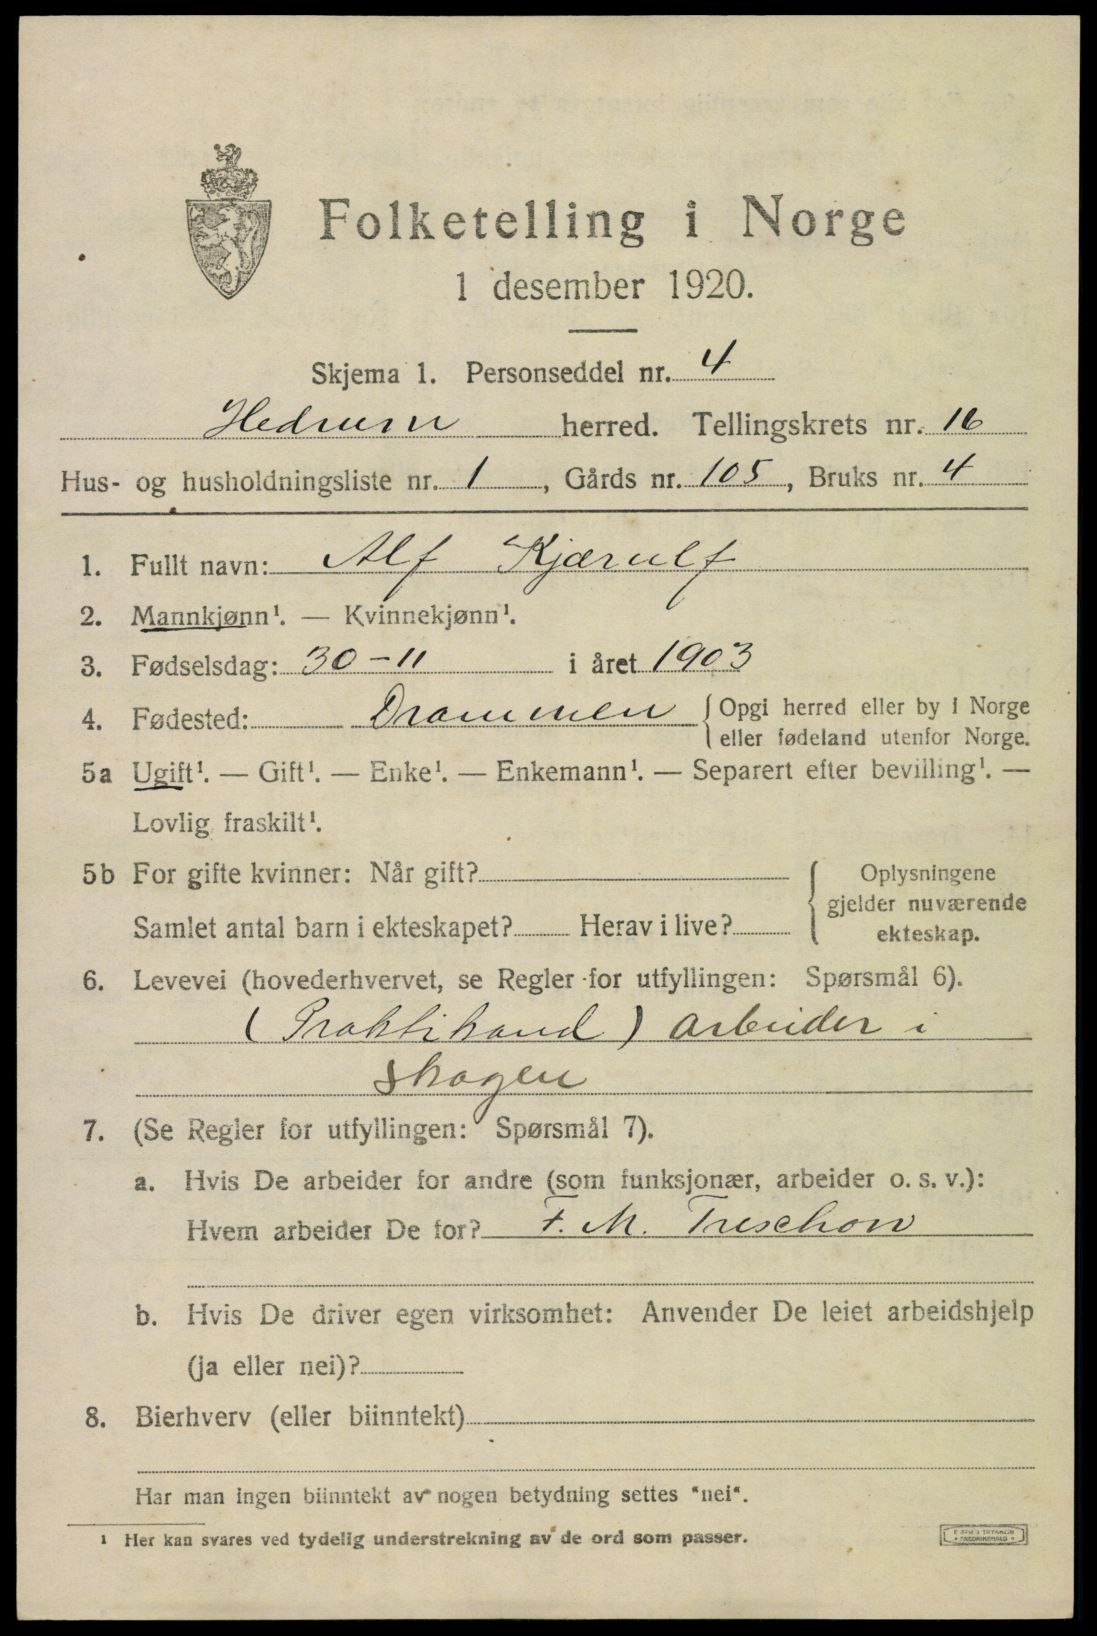 Folketelling i Norge
1 desember 1920.
Skjema 1. Personseddel nr. 4
Hedrum herred. Tellingskrets nr. 16
Hus- og husholdningsliste nr. 1, Gårds nr. 105, Bruks nr. 4
1. Fullt navn: Alf Kjærulf
2. Mannkjønn¹. — Kvinnekjønn¹.
3. Fødselsdag: 30-11 i året 1903
4. Fødested: Drammen { Opgi herred eller by i Norge
eller fødeland utenfor Norge.
5a Ugift¹. — Gift¹. — Enke¹. — Enkemann¹. — Separert efter bevilling¹. —
Lovlig fraskilt¹.
5b For gifte kvinner: Når gift?
Samlet antal barn i ekteskapet? Herav i live?
{ Oplysningene
gjelder nuværende
ekteskap.
6. Levevei (hovederhvervet, se Regler for utfyllingen: Spørsmål 6).
(Praktikand) arbeider i
skogen
7. (Se Regler for utfyllingen: Spørsmål 7).
a. Hvis De arbeider for andre (som funksjonær, arbeider o. s. v.):
Hvem arbeider De for? F. M. Treschow
b. Hvis De driver egen virksomhet: Anvender De leiet arbeidshjelp
(ja eller nei)?
8. Bierhverv (eller biinntekt)
Har man ingen biinntekt av nogen betydning settes "nei".
¹ Her kan svares ved tydelig understrekning av de ord som passer.